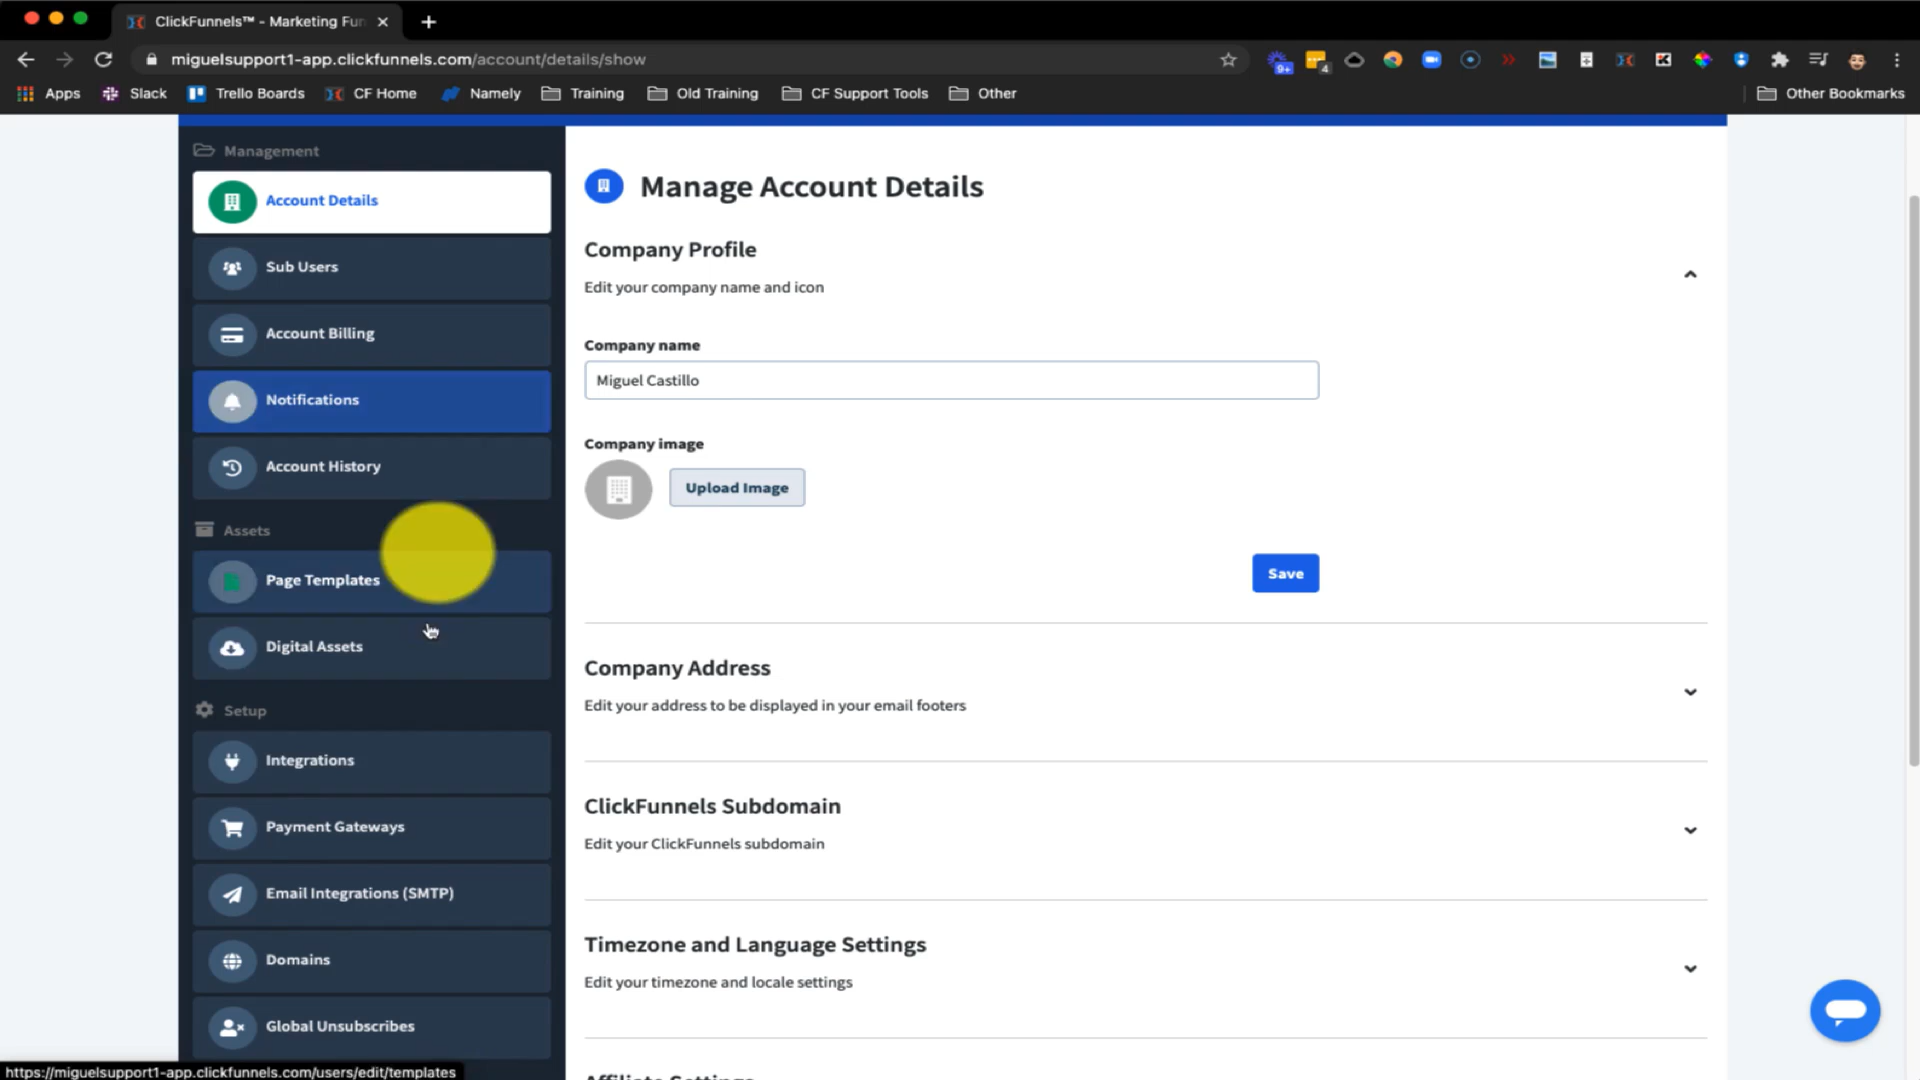 ClickFunnels™ - Marketing Fun
miguelsupport1-app.clickfunnels.com/account/details/show
9+
4
Apps
Slack
Trello Boards
CF Home
Namely
Training
Old Training
CF Support Tools
Other
Other Bookmarks
Management
Account Details
Sub Users
Account Billing
Notifications
Account History
Assets
Page Templates
Digital Assets
Setup
Integrations
Payment Gateways
Email Integrations (SMTP)
Domains
Global Unsubscribes
Manage Account Details
Company Profile
Edit your company name and icon
Company name
Miguel Castillo
Company image
Upload Image
Save
Company Address
Edit your address to be displayed in your email footers
ClickFunnels Subdomain
Edit your ClickFunnels subdomain
Timezone and Language Settings
Edit your timezone and locale settings
Affiliate Settings
https://miguelsupport1-app.clickfunnels.com/users/edit/templates